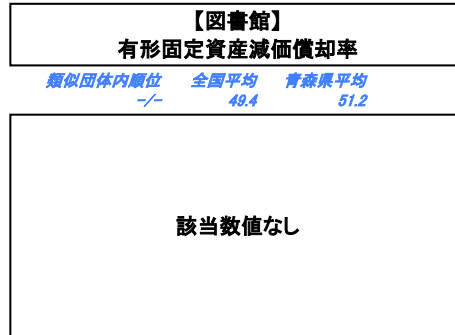 【図書館】
有形固定資産減価償却率
類似団体内順位 全国平均 青森県平均
-/- 49.4 51.2
該当数値なし